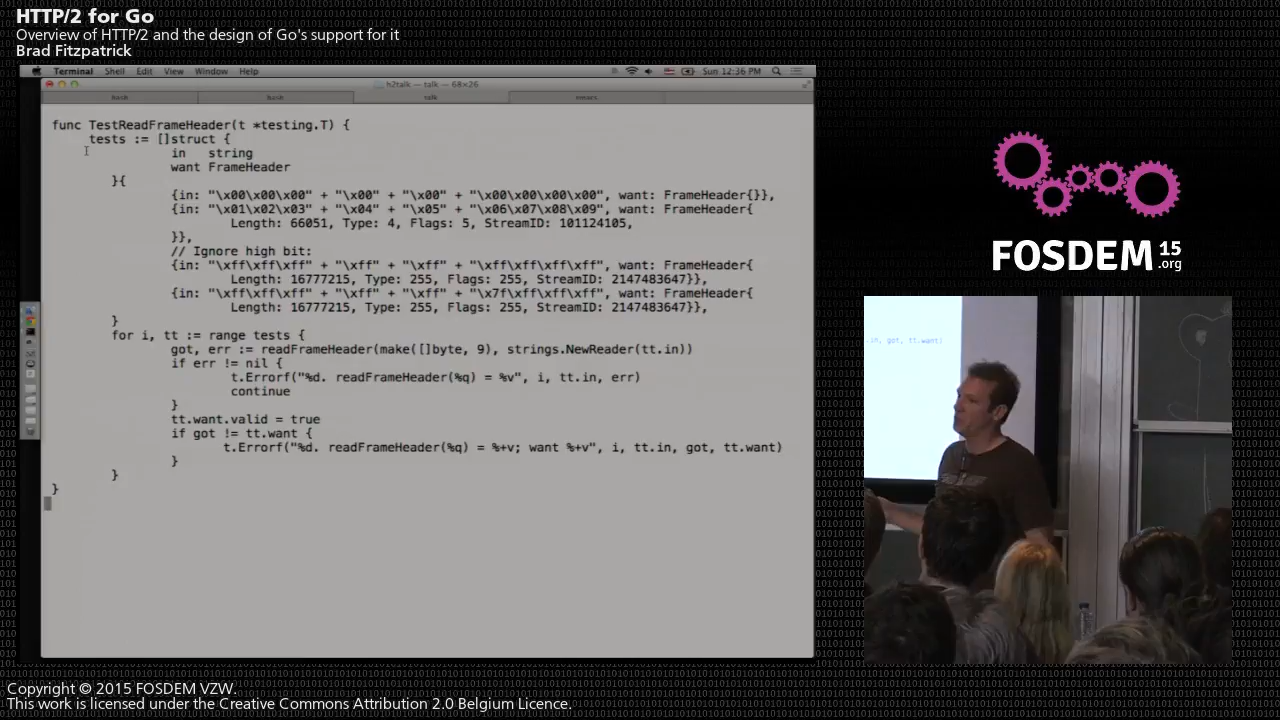 HTTP/2 for Go
Overview of HTTP/2 and the design of Go's support for it
Brad Fitzpatrick
Terminal Shell Edit View Window Help
Sun 12:36 PM
h2talk — talk — 68×26
bash bash talk
func TestReadFrameHeader(t *testing.T) {
tests := []struct {
in string
want FrameHeader
}{
{in: "\x00\x00\x00" + "\x00" + "\x00" + "\x00\x00\x00\x00", want: FrameHeader{}},
{in: "\x01\x02\x03" + "\x04" + "\x05" + "\x06\x07\x08\x09", want: FrameHeader{
Length: 66051, Type: 4, Flags: 5, StreamID: 101124105,
}},
// Ignore high bit:
{in: "\xff\xff\xff" + "\xff" + "\xff" + "\xff\xff\xff\xff", want: FrameHeader{
Length: 16777215, Type: 255, Flags: 255, StreamID: 2147483647}},
{in: "\xff\xff\xff" + "\xff" + "\xff" + "\x7f\xff\xff\xff", want: FrameHeader{
Length: 16777215, Type: 255, Flags: 255, StreamID: 2147483647}},
}
for i, tt := range tests {
got, err := readFrameHeader(make([]byte, 9), strings.NewReader(tt.in))
if err != nil {
t.Errorf("%d. readFrameHeader(%q) = %v", i, tt.in, err)
continue
}
tt.want.valid = true
if got != tt.want {
t.Errorf("%d. readFrameHeader(%q) = %+v; want %+v", i, tt.in, got, tt.want)
}
}
}
FOSDEM 15 .org
.in, got, tt.want)
Copyright © 2015 FOSDEM VZW.
This work is licensed under the Creative Commons Attribution 2.0 Belgium Licence.